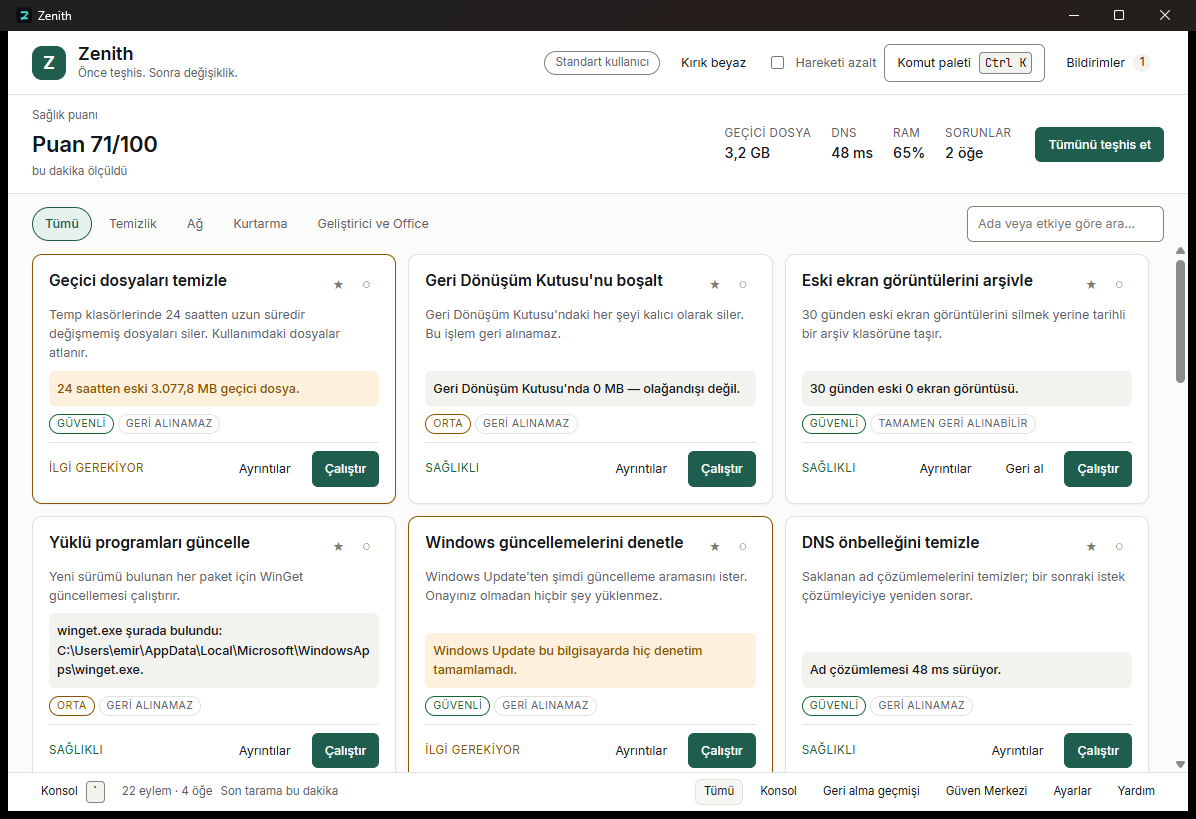 Zenith
Z
Zenith
Önce teşhis. Sonra değişiklik.
Standart kullanıcı
Kırık beyaz
Hareketi azalt
Komut paleti Ctrl K
Bildirimler 1
Sağlık puanı
Puan 71/100
bu dakika ölçüldü
GEÇİCİ DOSYA
3,2 GB
DNS
48 ms
RAM
65%
SORUNLAR
2 öğe
Tümünü teşhis et
Tümü
Temizlik
Ağ
Kurtarma
Geliştirici ve Office
Ada veya etkiye göre ara...
Geçici dosyaları temizle
Temp klasörlerinde 24 saatten uzun süredir
değişmemiş dosyaları siler. Kullanımdaki dosyalar
atlanır.
24 saatten eski 3.077,8 MB geçici dosya.
GÜVENLİ
GERİ ALINAMAZ
İLGİ GEREKİYOR
Ayrıntılar
Çalıştır
Geri Dönüşüm Kutusu'nu boşalt
Geri Dönüşüm Kutusu'ndaki her şeyi kalıcı olarak siler.
Bu işlem geri alınamaz.
Geri Dönüşüm Kutusu'nda 0 MB — olağandışı değil.
ORTA
GERİ ALINAMAZ
SAĞLIKLI
Ayrıntılar
Çalıştır
Eski ekran görüntülerini arşivle
30 günden eski ekran görüntülerini silmek yerine tarihli
bir arşiv klasörüne taşır.
30 günden eski 0 ekran görüntüsü.
GÜVENLİ
TAMAMEN GERİ ALINABİLİR
SAĞLIKLI
Ayrıntılar
Geri al
Çalıştır
Yüklü programları güncelle
Yeni sürümü bulunan her paket için WinGet
güncellemesi çalıştırır.
winget.exe şurada bulundu:
C:\Users\emir\AppData\Local\Microsoft\WindowsAp
ps\winget.exe.
ORTA
GERİ ALINAMAZ
SAĞLIKLI
Ayrıntılar
Çalıştır
Windows güncellemelerini denetle
Windows Update'ten şimdi güncelleme aramasını ister.
Onayınız olmadan hiçbir şey yüklenmez.
Windows Update bu bilgisayarda hiç denetim
tamamlamadı.
GÜVENLİ
GERİ ALINAMAZ
İLGİ GEREKİYOR
Ayrıntılar
Çalıştır
DNS önbelleğini temizle
Saklanan ad çözümlemelerini temizler; bir sonraki istek
çözümleyiciye yeniden sorar.
Ad çözümlemesi 48 ms sürüyor.
GÜVENLİ
GERİ ALINAMAZ
SAĞLIKLI
Ayrıntılar
Çalıştır
Konsol `
22 eylem · 4 öğe
Son tarama bu dakika
Tümü
Konsol
Geri alma geçmişi
Güven Merkezi
Ayarlar
Yardım